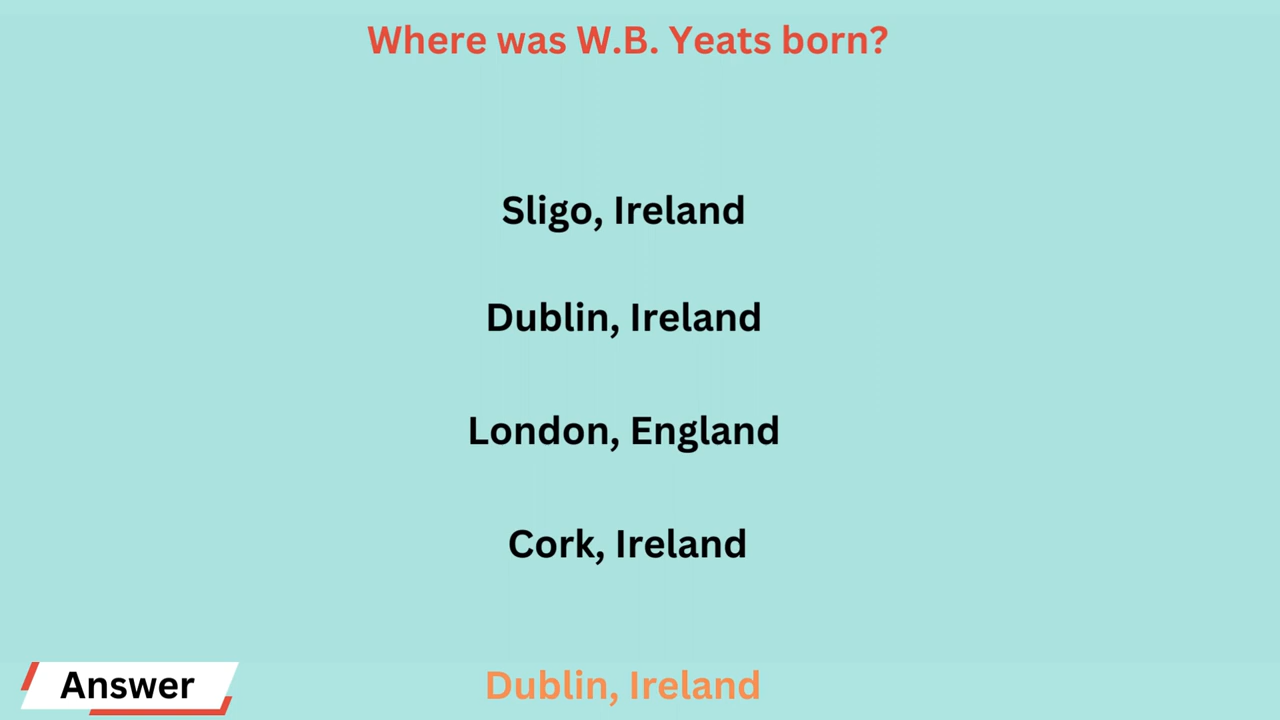 Where was W.B. Yeats born?
Sligo, Ireland
Dublin, Ireland
London, England
Cork, Ireland
Answer
Dublin, Ireland